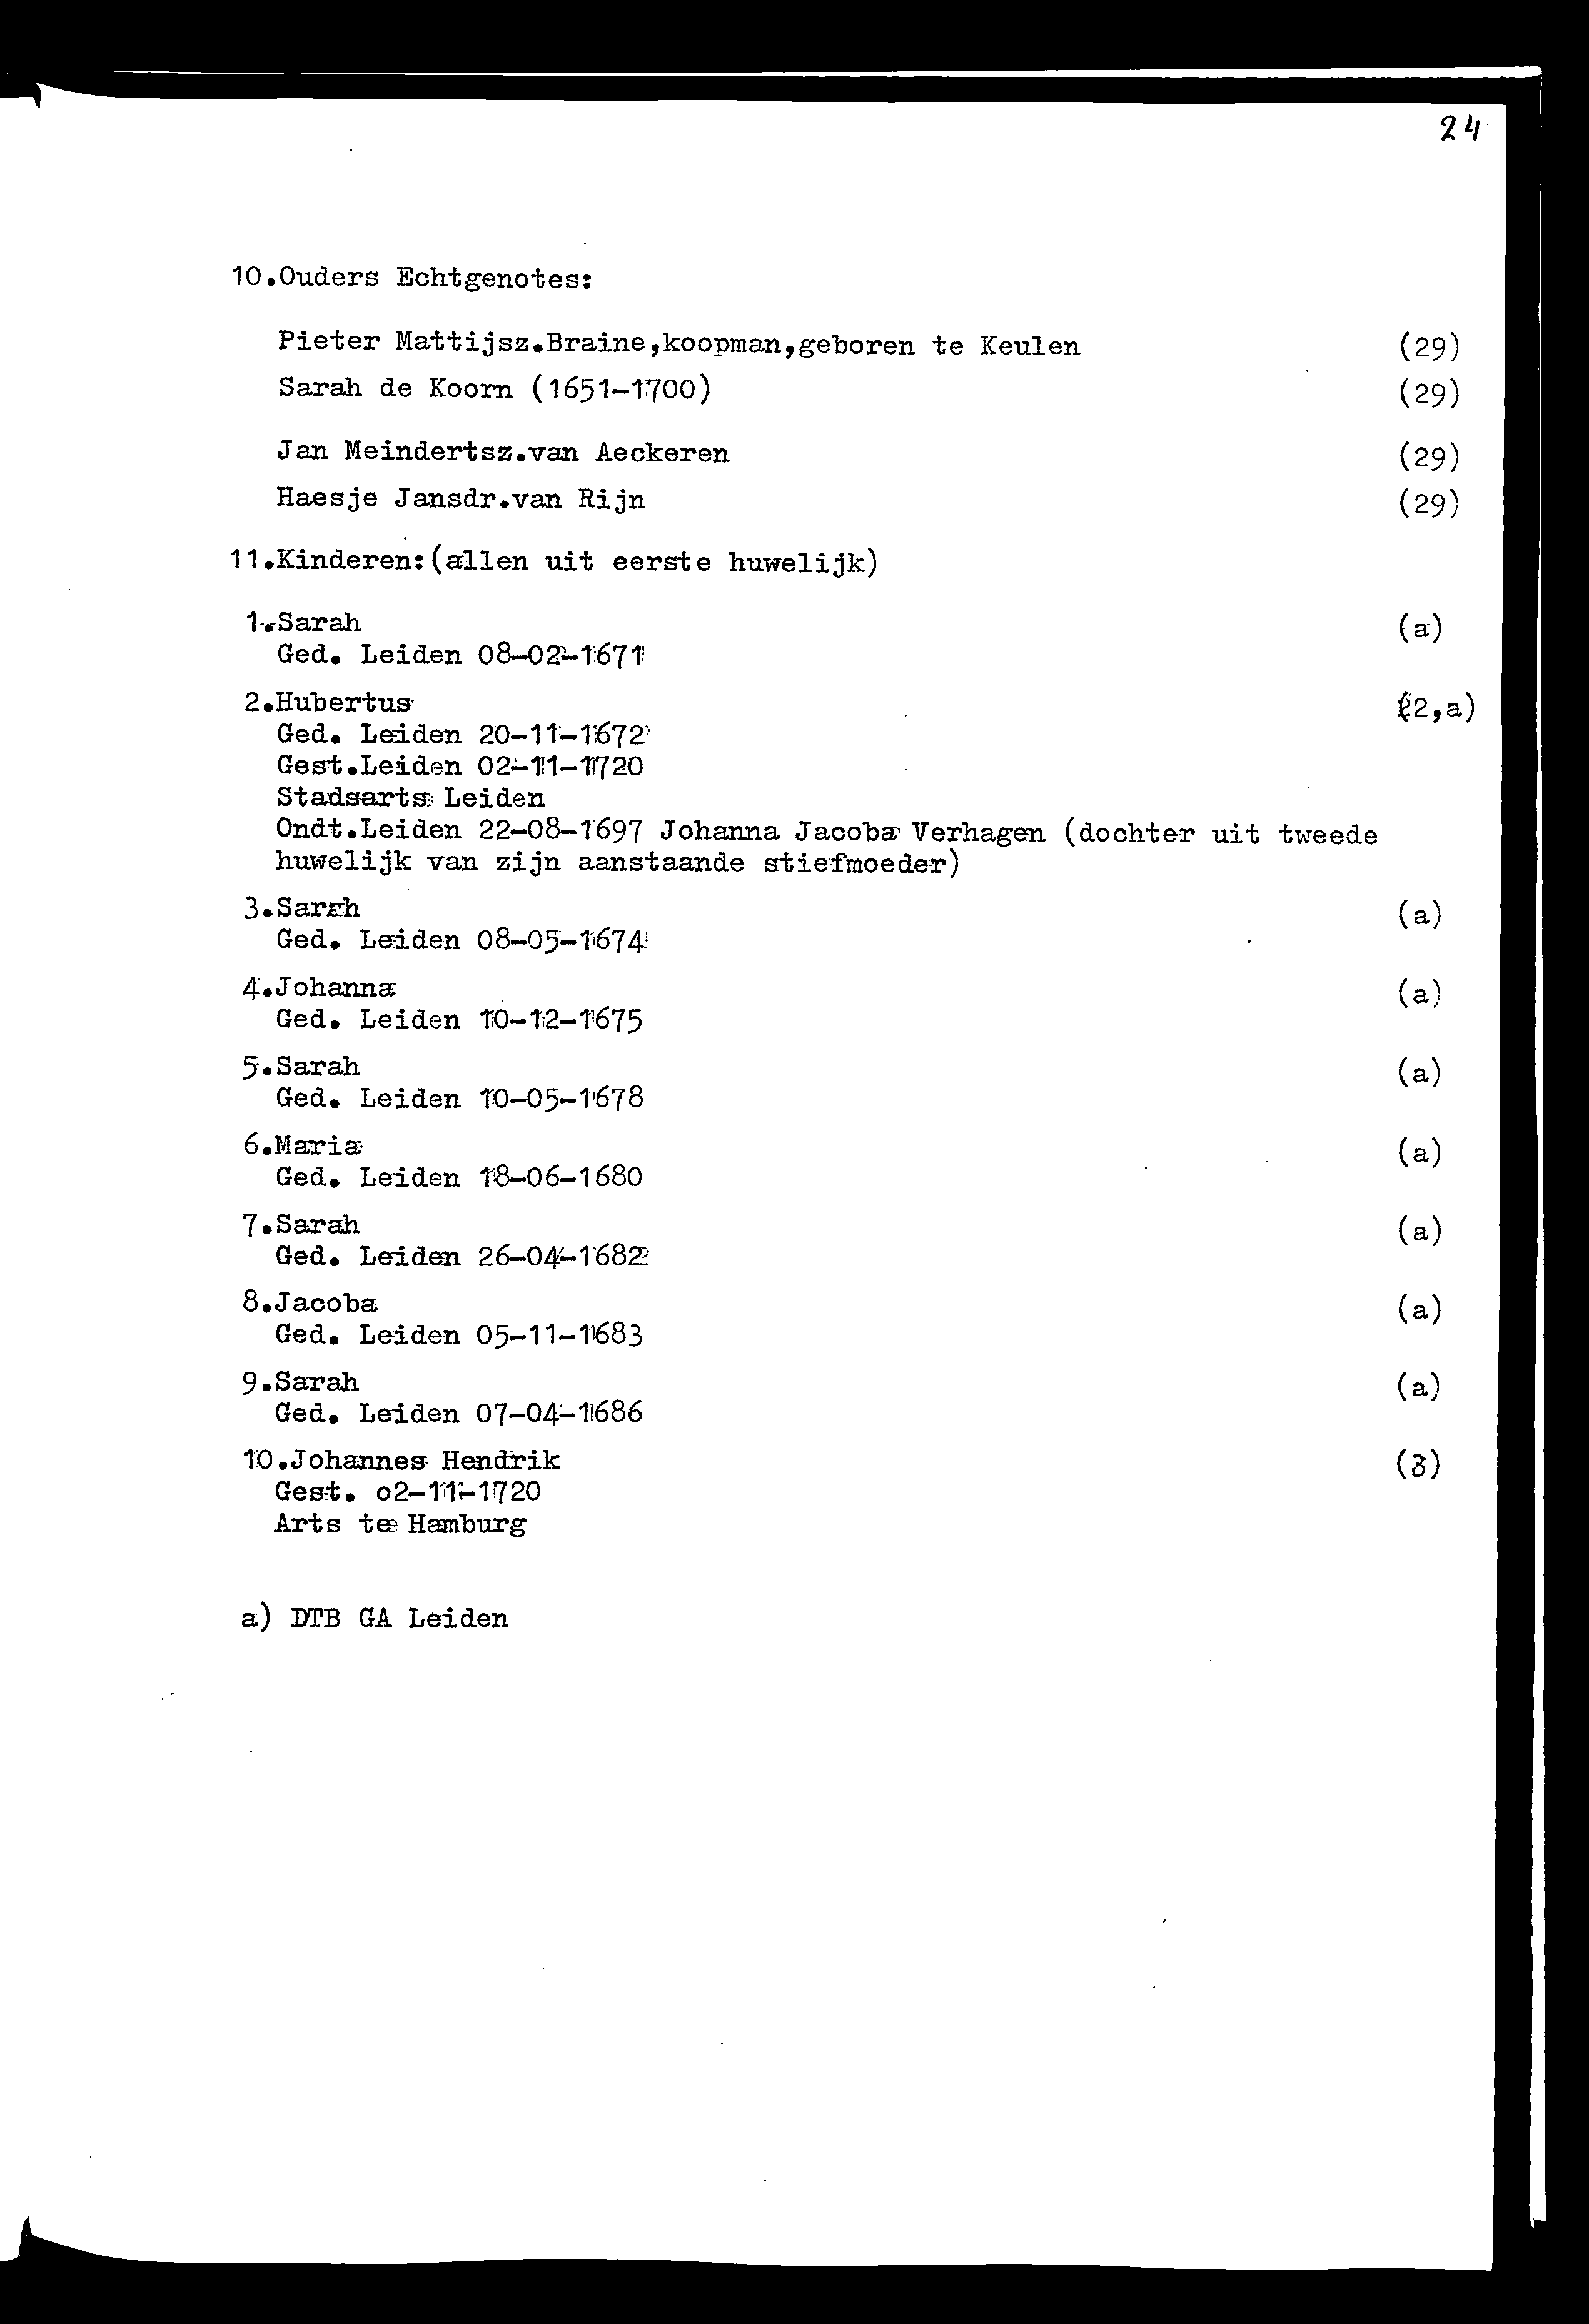 24
10.Ouders Echtgenotes:
Pieter Mattijsz.Braine,koopman,geboren te Keulen (29)
Sarah de Koorn (1651-1700) (29)
Jan Meindertsz.van Aeckeren (29)
Haesje Jansdr.van Rijn (29)
11.Kinderen:(allen uit eerste huwelijk)
1.Sarah (a)
Ged. Leiden 08-02-1671
2.Hubertus (2,a)
Ged. Leiden 20-11-1672
Gest.Leiden 02-11-1720
Stadsarts Leiden
Ondt.Leiden 22-08-1697 Johanna Jacoba Verhagen (dochter uit tweede
huwelijk van zijn aanstaande stiefmoeder)
3.Sarah (a)
Ged. Leiden 08-05-1674
4.Johanna (a)
Ged. Leiden 10-12-1675
5.Sarah (a)
Ged. Leiden 10-05-1678
6.Maria (a)
Ged. Leiden 18-06-1680
7.Sarah (a)
Ged. Leiden 26-04-1682
8.Jacoba (a)
Ged. Leiden 05-11-1683
9.Sarah (a)
Ged. Leiden 07-04-1686
10.Johannes Hendrik (3)
Gest. o2-11-1720
Arts te Hamburg
a) DTB GA Leiden